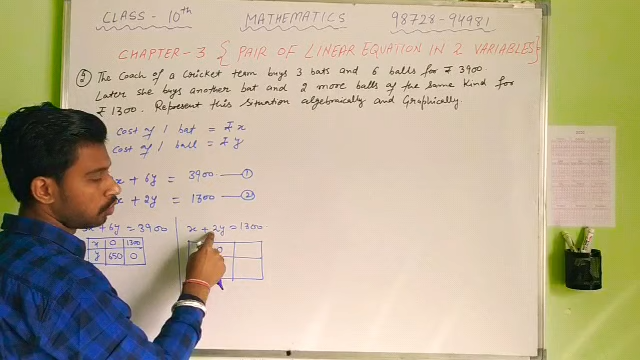 CLASS - 10th MATHEMATICS 98728-94981
CHAPTER-3 { PAIR OF LINEAR EQUATION IN 2 VARIABLES }
The Coach of a Cricket team buys 3 bats and 6 balls for ₹ 3900.
Later she buys another bat and 2 more balls of the same kind for
₹ 1300. Represent this situation algebraically and Graphically
Cost of 1 bat = ₹ x
Cost of 1 ball = ₹ y
x + 6y = 3900 — ①
x + 2y = 1300 — ②
x + 6y = 3900
x + 2y = 1300
x 0 1300
y 650 0
0